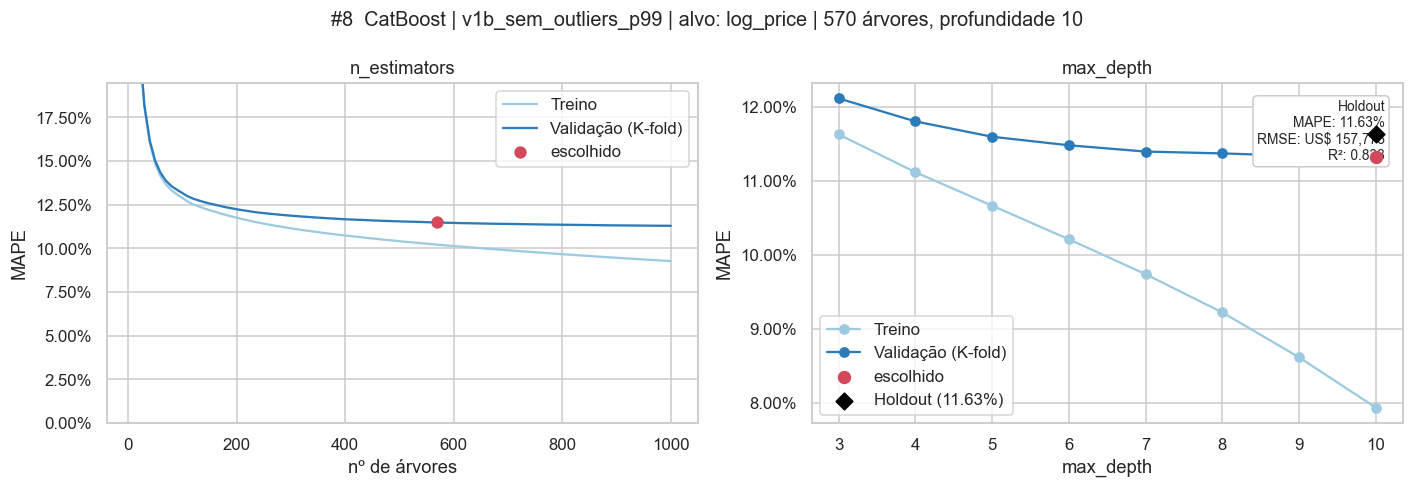 #8 CatBoost | v1b_sem_outliers_p99 | alvo: log_price | 570 árvores, profundidade 10
n_estimators
MAPE
17.50%
15.00%
12.50%
10.00%
7.50%
5.00%
2.50%
0.00%
0 200 400 600 800 1000
nº de árvores
Treino
Validação (K-fold)
escolhido
max_depth
MAPE
12.00%
11.00%
10.00%
9.00%
8.00%
3 4 5 6 7 8 9 10
max_depth
Holdout
MAPE: 11.63%
RMSE: US$
R²:
Treino
Validação (K-fold)
escolhido
Holdout (11.63%)